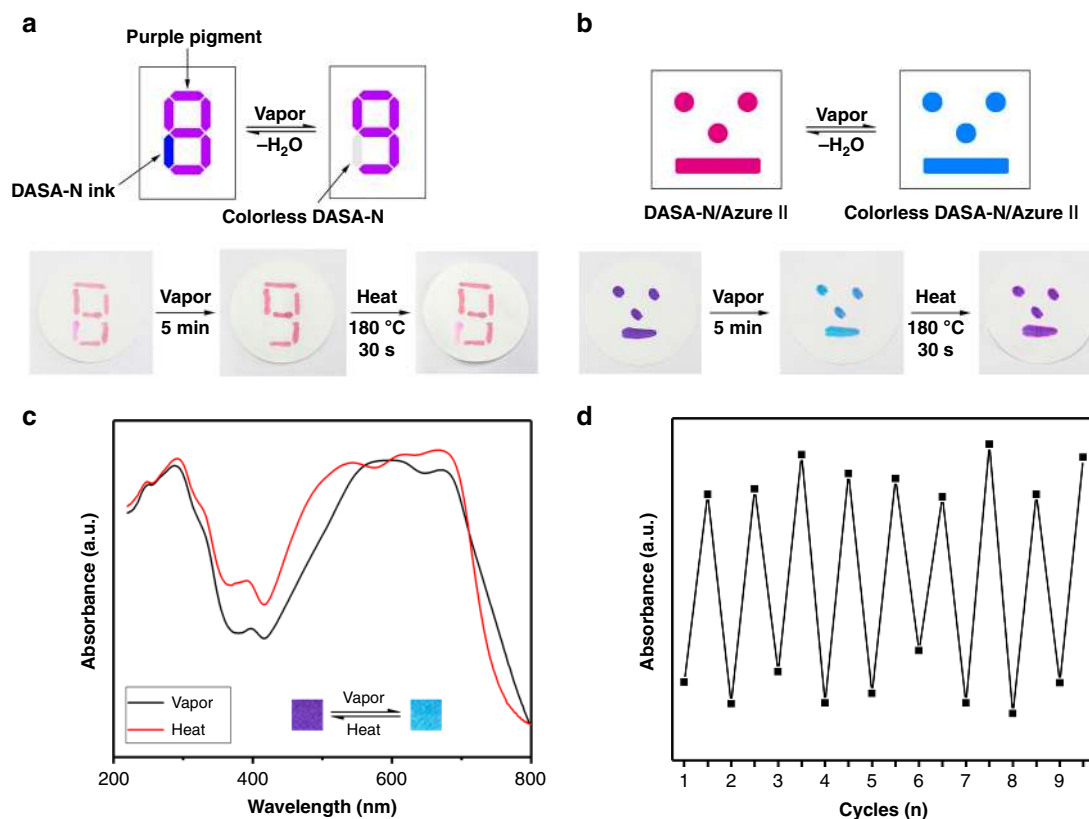 a
Purple pigment
Vapor
–H₂O
DASA-N ink
Colorless DASA-N
Vapor
5 min
Heat
180 °C
30 s
b
Vapor
–H₂O
DASA-N/Azure II
Colorless DASA-N/Azure II
Vapor
5 min
Heat
180 °C
30 s
c
Absorbance (a.u.)
Vapor
Heat
Vapor
Heat
200 400 600 800
Wavelength (nm)
d
Absorbance (a.u.)
1 2 3 4 5 6 7 8 9
Cycles (n)